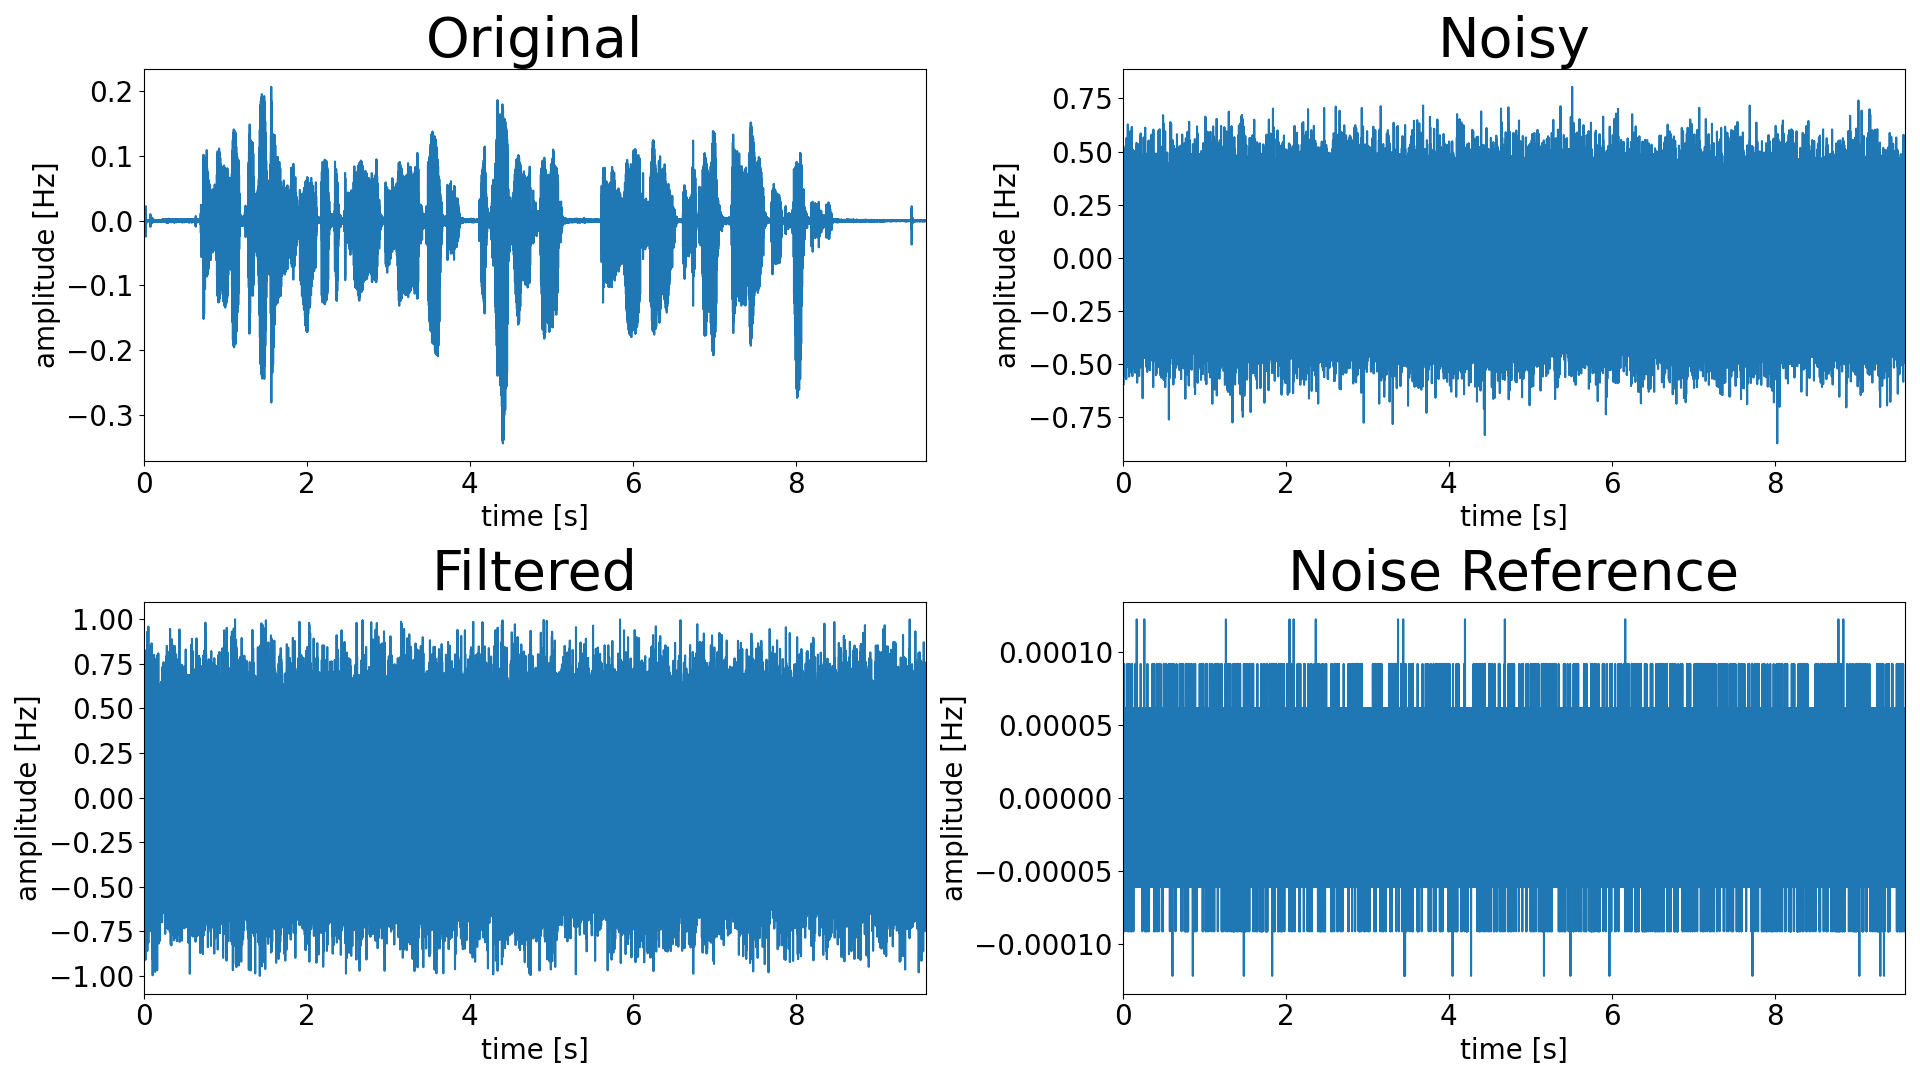 Original
amplitude [Hz]
0.2
0.1
0.0
−0.1
−0.2
−0.3
0 2 4 6 8
time [s]
Noisy
amplitude [Hz]
0.75
0.50
0.25
0.00
−0.25
−0.50
−0.75
0 2 4 6 8
time [s]
Filtered
amplitude [Hz]
1.00
0.75
0.50
0.25
0.00
−0.25
−0.50
−0.75
−1.00
0 2 4 6 8
time [s]
Noise Reference
amplitude [Hz]
0.00010
0.00005
0.00000
−0.00005
−0.00010
0 2 4 6 8
time [s]